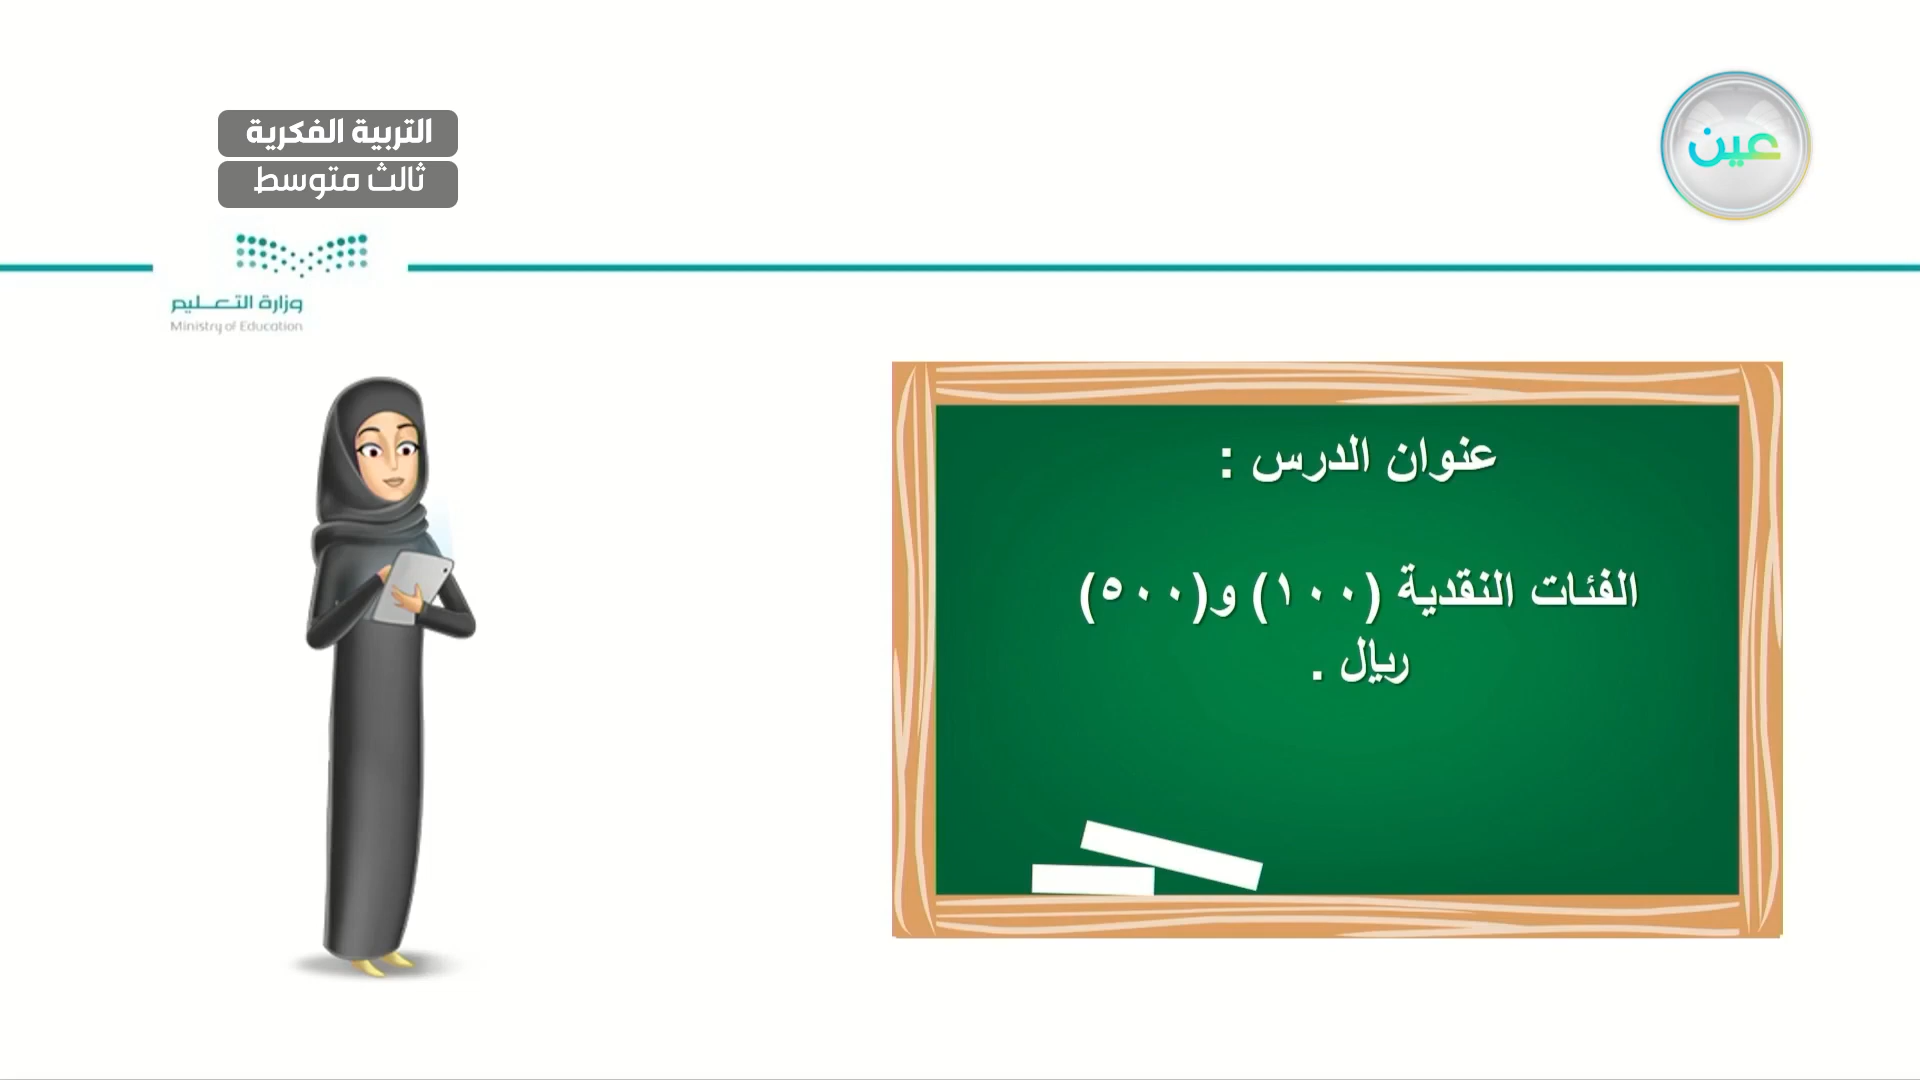 التربية الفكرية
ثالث متوسط
عين
وزارة التعليم
Ministry of Education
عنوان الدرس :
الفئات النقدية (١٠٠) و(٥٠٠)
ريال .